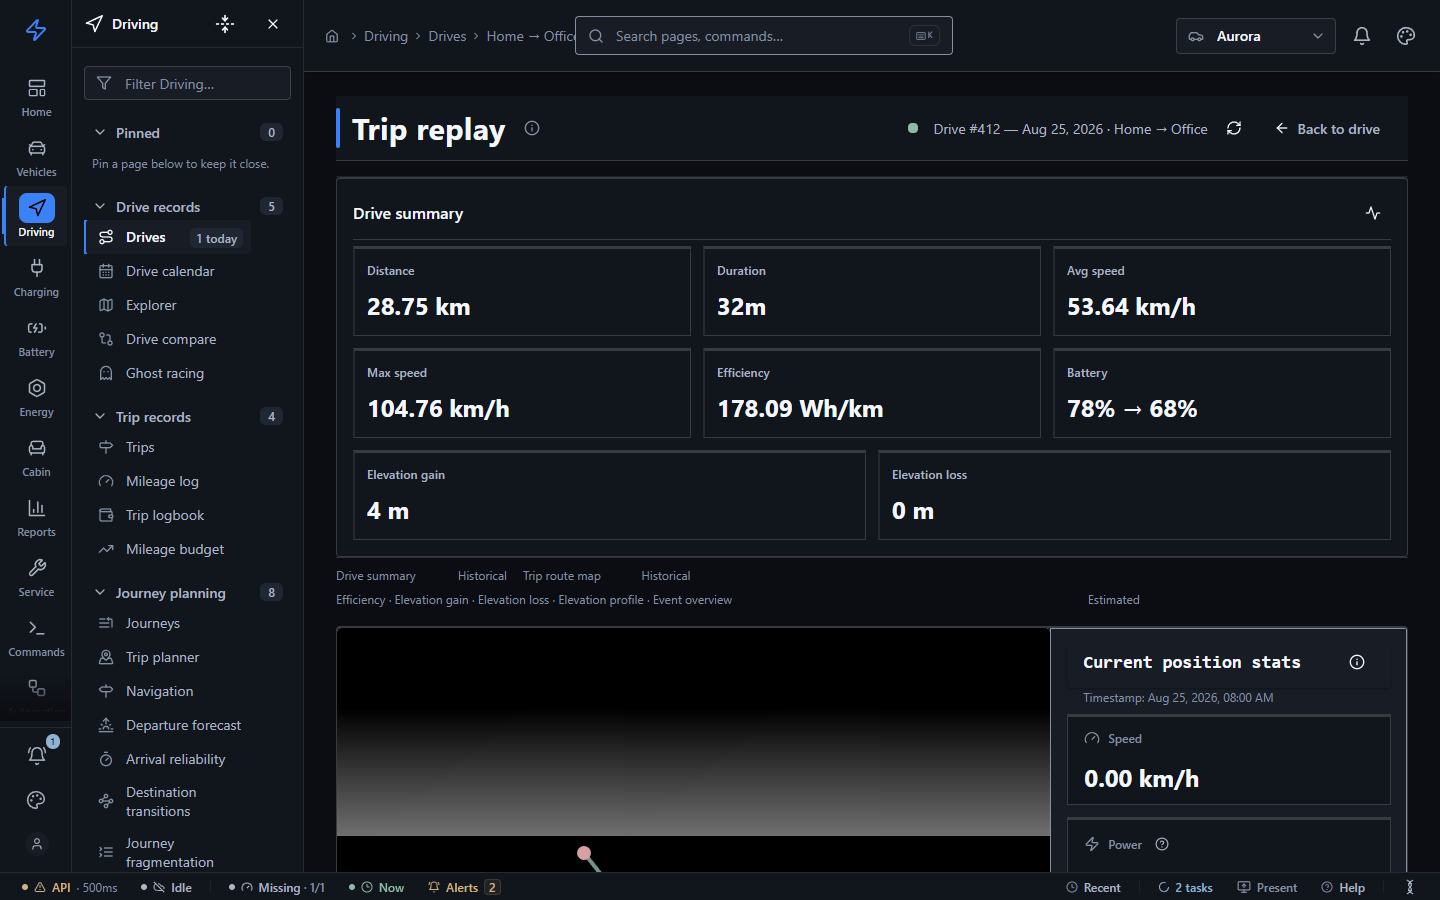 Driving
Driving
Drives
Home → Office
Search pages, commands...
K
Aurora
Home
Vehicles
Driving
Charging
Battery
Energy
Cabin
Reports
Service
Commands
1
Filter Driving...
Pinned
0
Pin a page below to keep it close.
Drive records
5
Drives
1 today
Drive calendar
Explorer
Drive compare
Ghost racing
Trip records
4
Trips
Mileage log
Trip logbook
Mileage budget
Journey planning
8
Journeys
Trip planner
Navigation
Departure forecast
Arrival reliability
Destination
transitions
Journey
fragmentation
Trip replay
Drive #412 — Aug 25, 2026 · Home → Office
Back to drive
Drive summary
Distance
28.75 km
Duration
32m
Avg speed
53.64 km/h
Max speed
104.76 km/h
Efficiency
178.09 Wh/km
Battery
78% → 68%
Elevation gain
4 m
Elevation loss
0 m
Drive summary
Historical
Trip route map
Historical
Efficiency · Elevation gain · Elevation loss · Elevation profile · Event overview
Estimated
Current position stats
Timestamp: Aug 25, 2026, 08:00 AM
Speed
0.00 km/h
Power
API · 500ms
Idle
Missing · 1/1
Now
Alerts 2
Recent
2 tasks
Present
Help